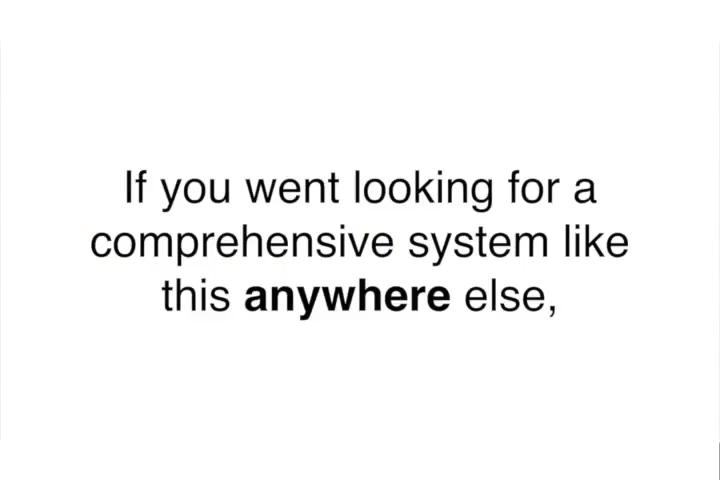 If you went looking for a
comprehensive system like
this anywhere else,